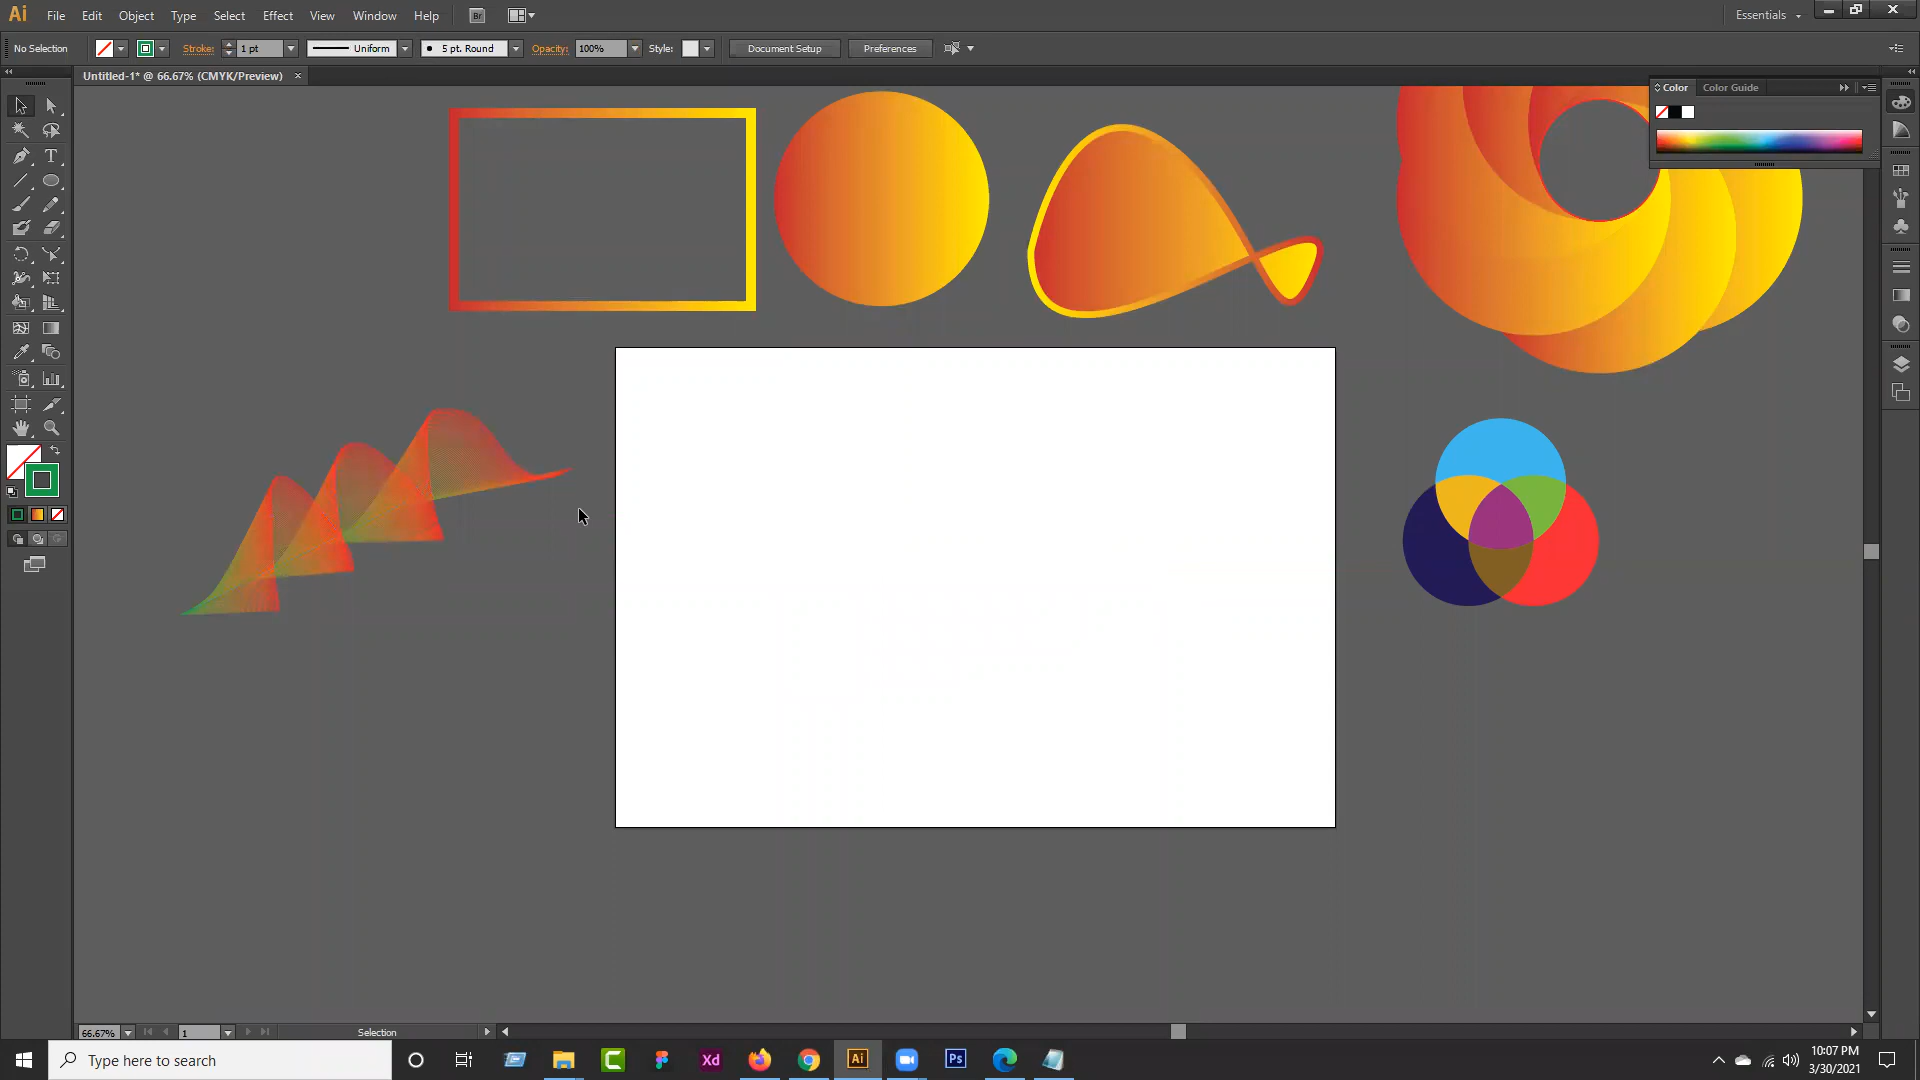 Ai File Edit Object Type Select Effect View Window Help Br Essentials
No Selection Stroke: 1 pt Uniform 5 pt. Round Opacity: 100% Style: Document Setup Preferences
Untitled-1* @ 66.67% (CMYK/Preview)
Color Color Guide
T
66.67% 1 Selection
Type here to search Xd Ai Ps
10:07 PM
3/30/2021